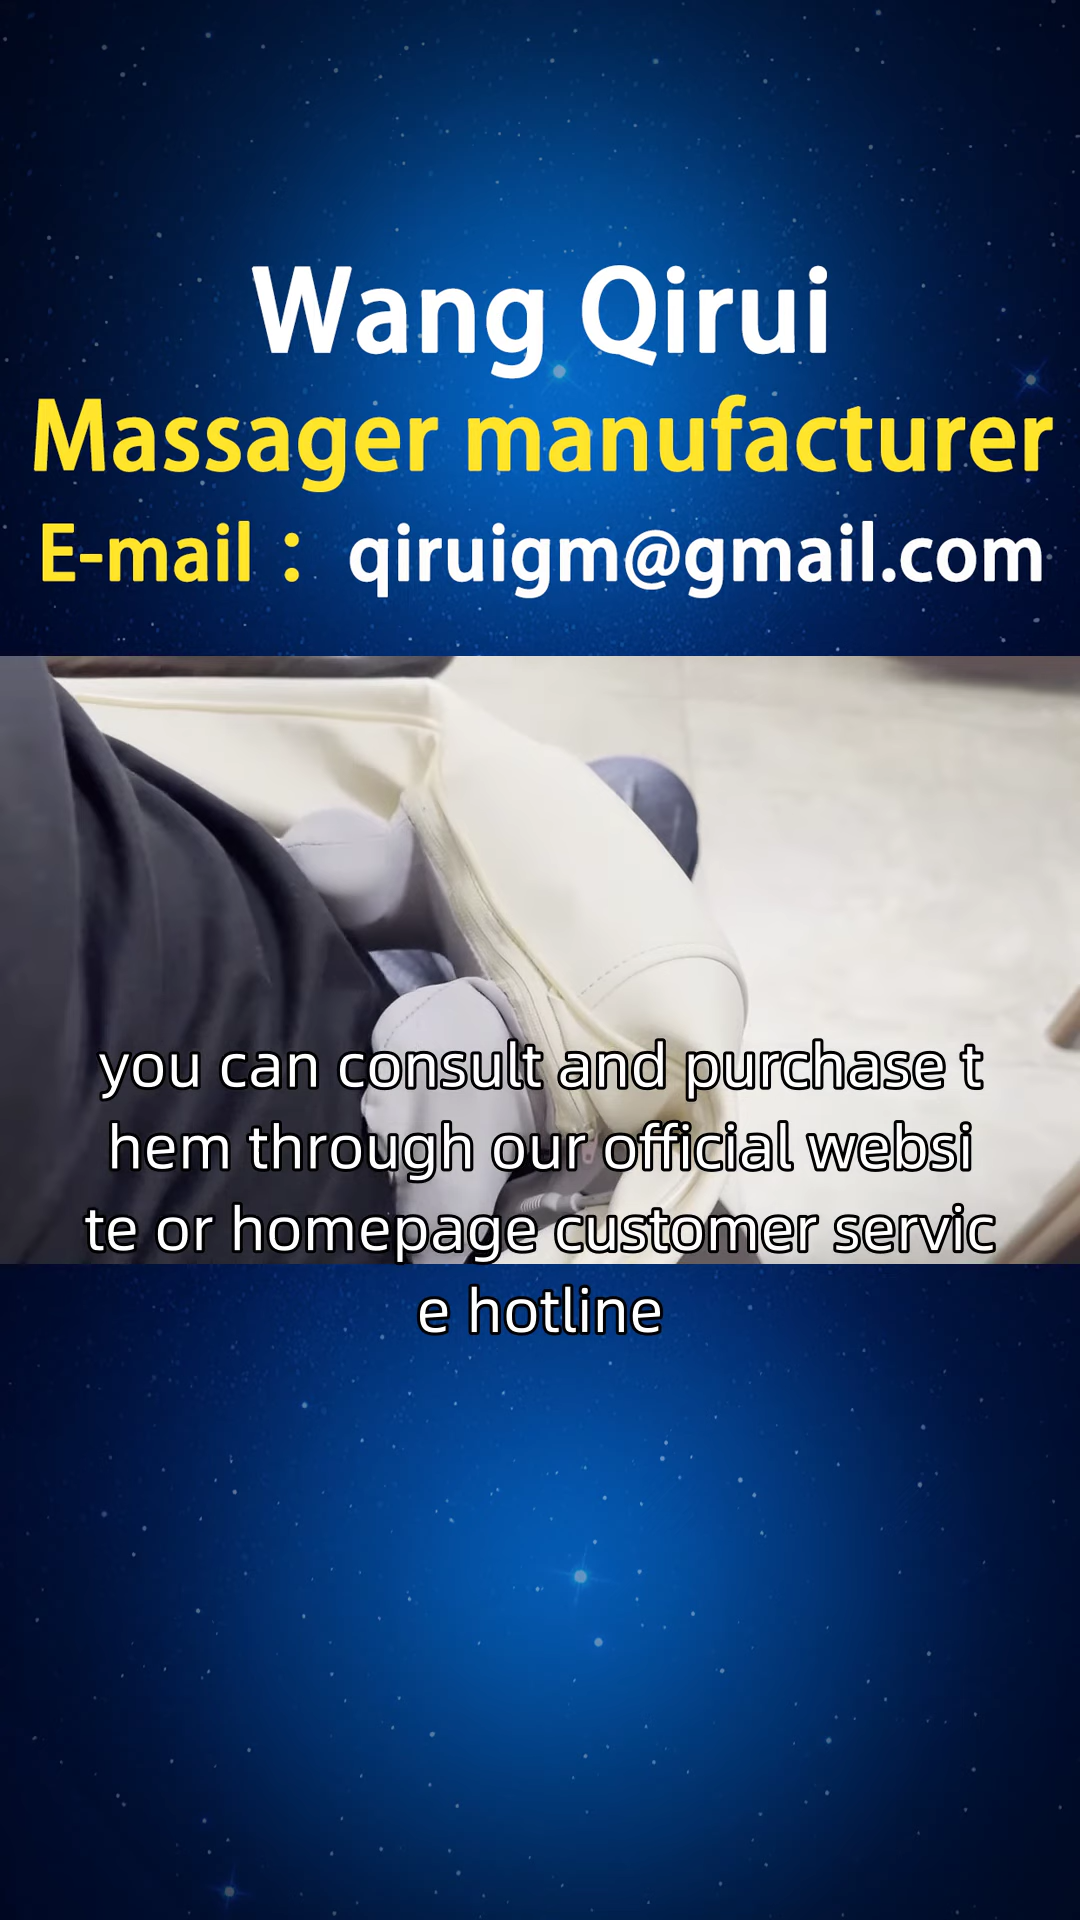 Wang Qirui
Massager manufacturer
E-mail： qiruigm@gmail.com
you can consult and purchase t
hem through our official websi
te or homepage customer servic
e hotline